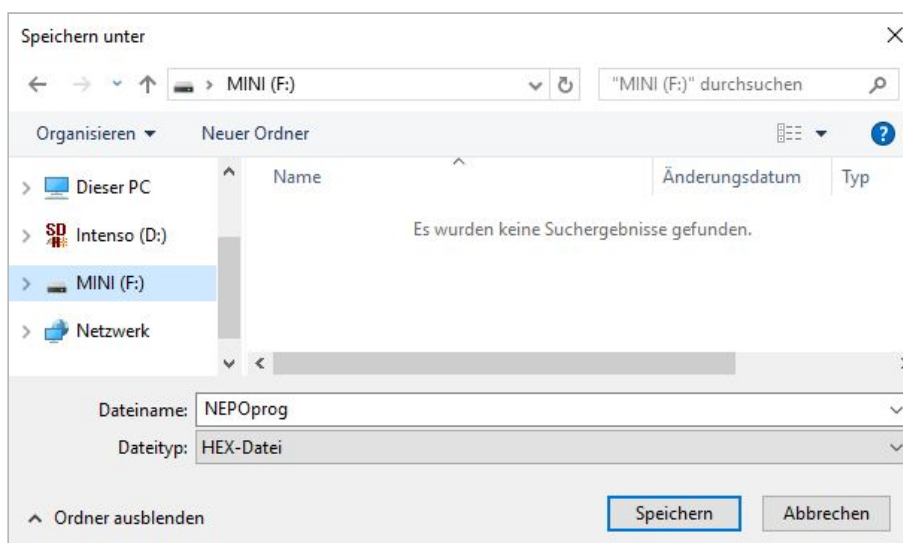 Speichern unter
MINI (F:)
"MINI (F:)" durchsuchen
Organisieren
Neuer Ordner
Name
Änderungsdatum
Typ
Dieser PC
Intenso (D:)
MINI (F:)
Netzwerk
Es wurden keine Suchergebnisse gefunden.
Dateiname: NEPOprog
Dateityp: HEX-Datei
Ordner ausblenden
Speichern
Abbrechen